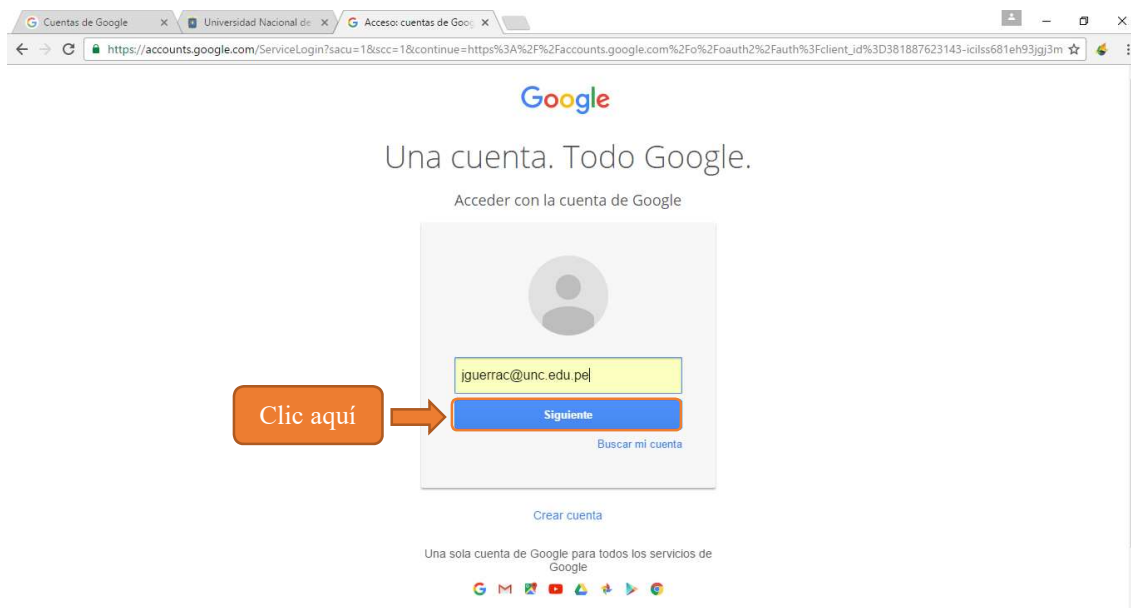 Cuentas de Google
Universidad Nacional de
Acceso: cuentas de Goog
https://accounts.google.com/ServiceLogin?sacu=1&scc=1&continue=https%3A%2F%2Faccounts.google.com%2Fo%2Foauth2%2Fauth%3Fclient_id%3D381887623143-icilss681eh93jgj3m
Google
Una cuenta. Todo Google.
Acceder con la cuenta de Google
jguerrac@unc.edu.pe
Clic aquí
Siguiente
Buscar mi cuenta
Crear cuenta
Una sola cuenta de Google para todos los servicios de
Google